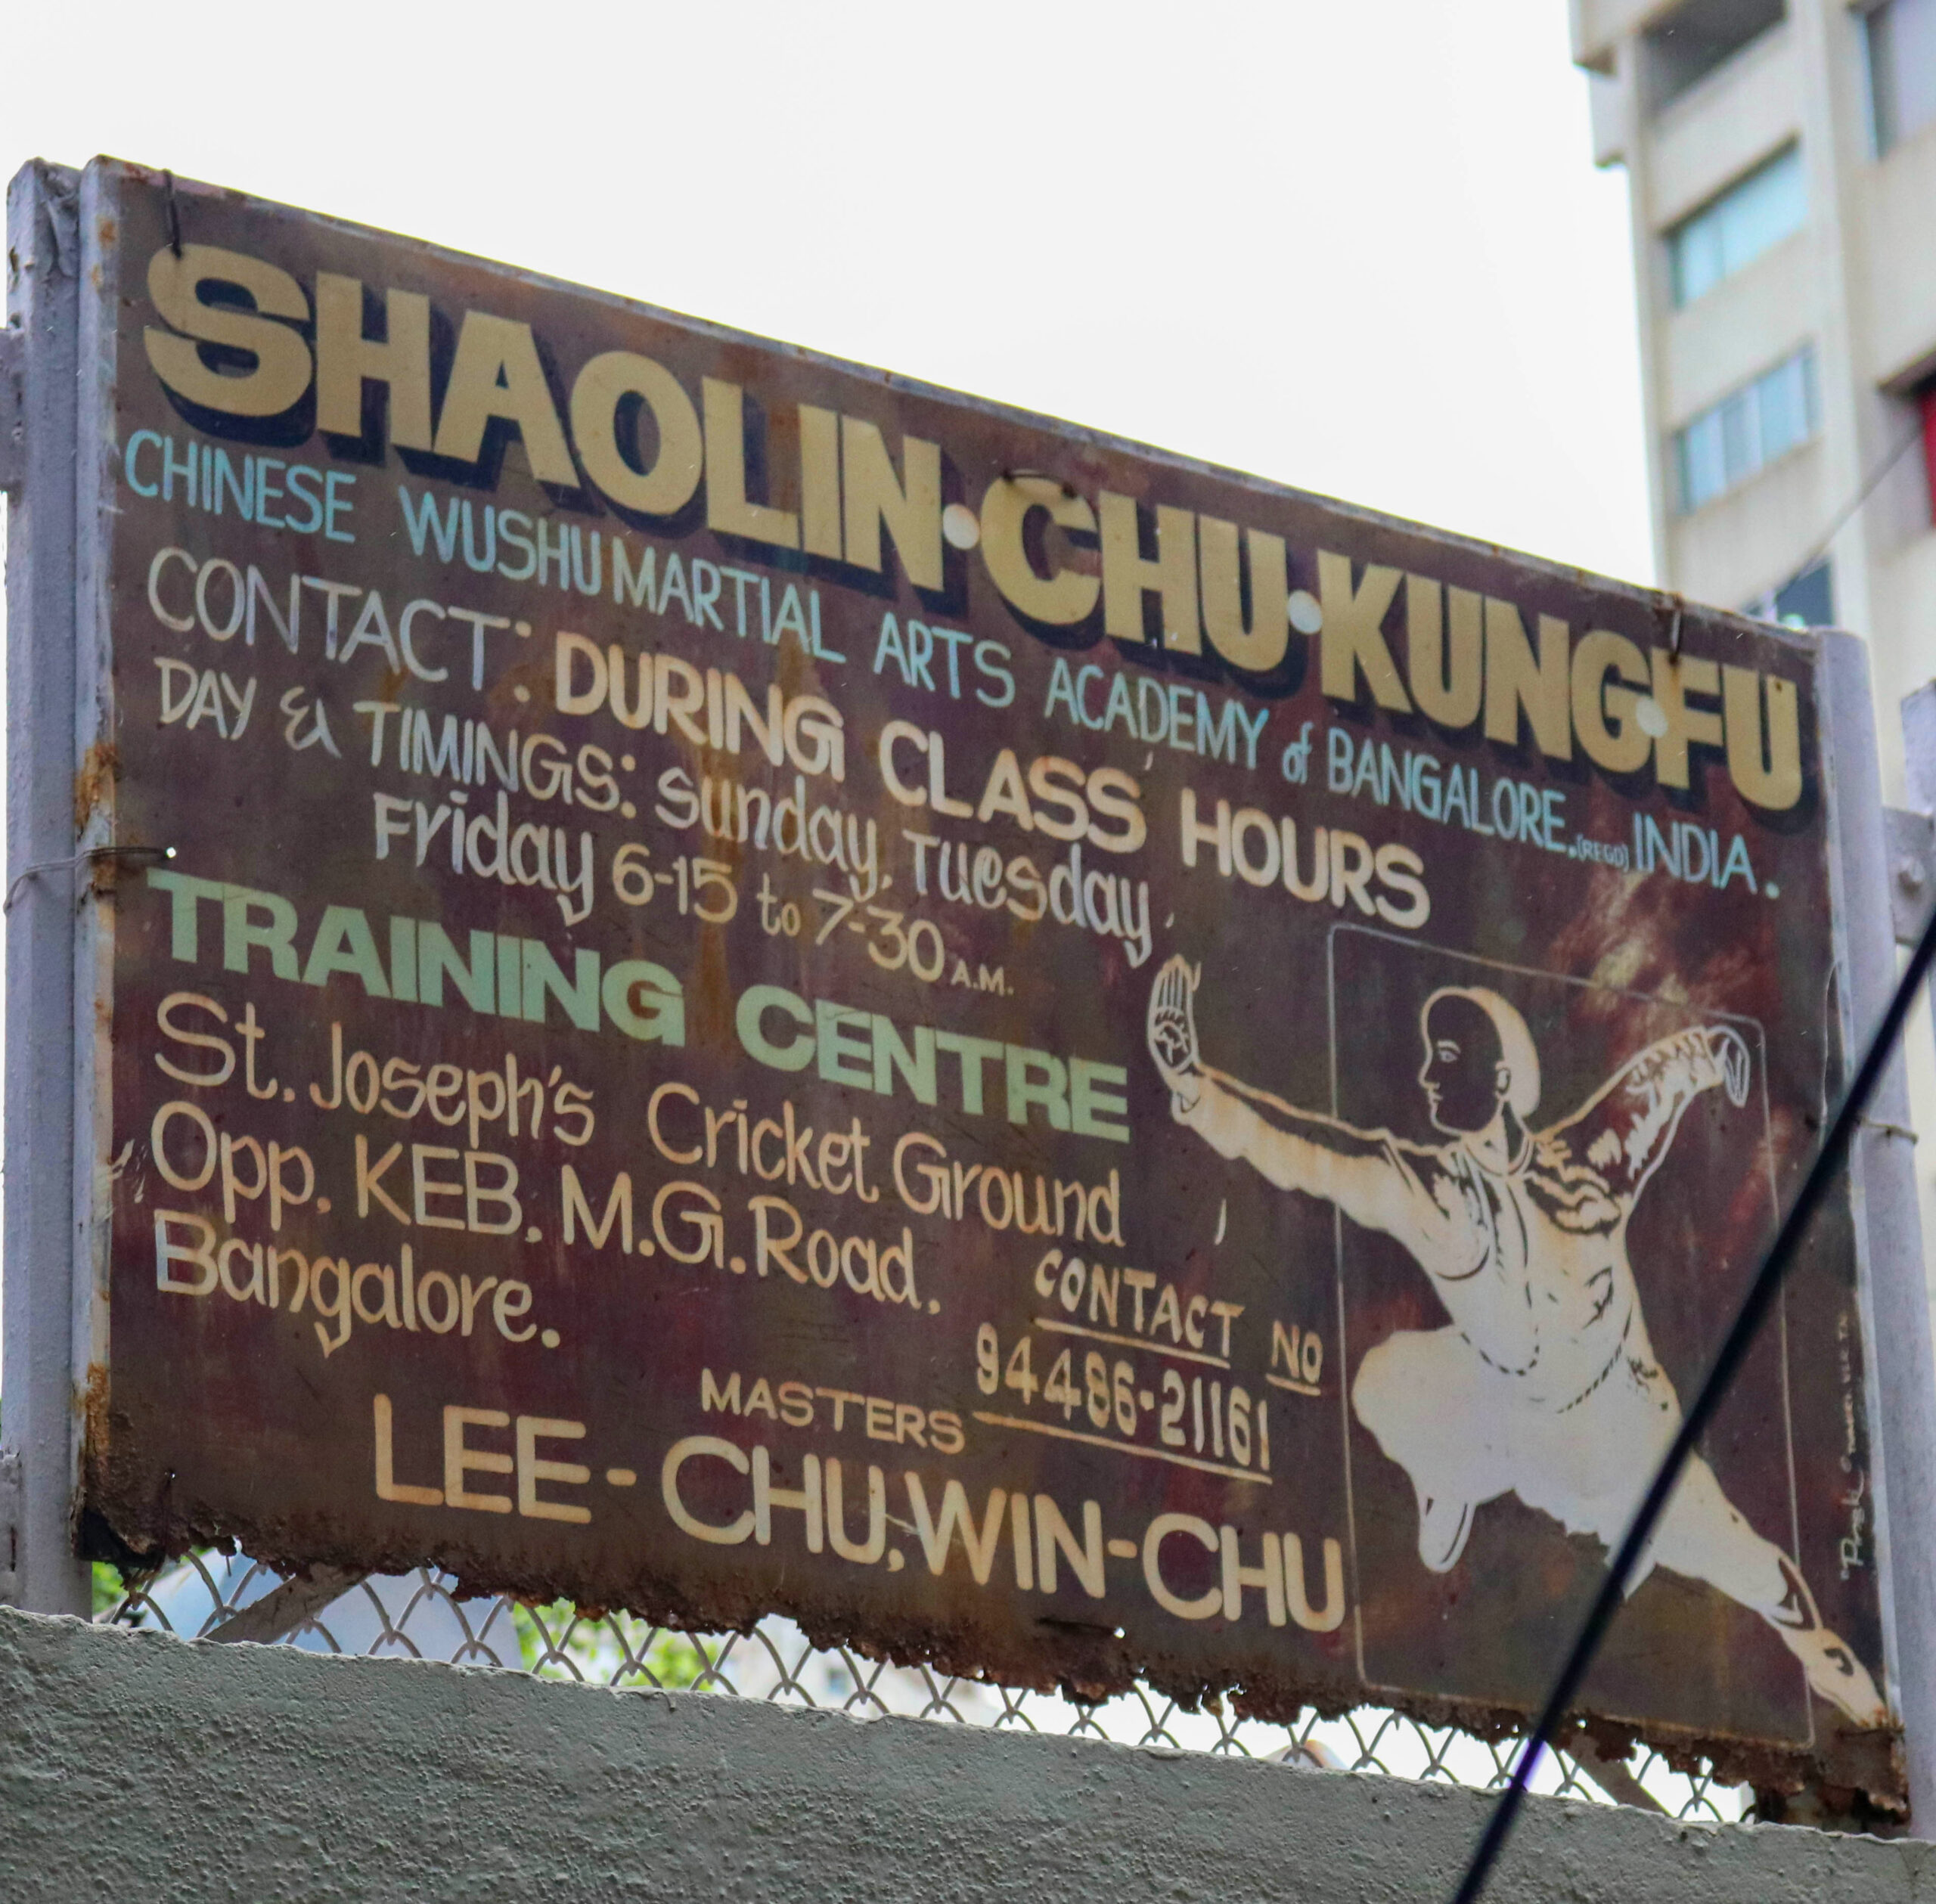 SHAOLIN·CHU·KUNG·FU
CHINESE WUSHU MARTIAL ARTS ACADEMY of BANGALORE. (REGD) INDIA.
CONTACT: DURING CLASS HOURS
DAY & TIMINGS: Sunday, Tuesday,
Friday 6-15 to 7-30 A.M.
TRAINING CENTRE
St. Joseph's Cricket Ground
Opp. KEB, M.G. Road,
Bangalore.
CONTACT NO
94486-21161
MASTERS
LEE-CHU, WIN-CHU